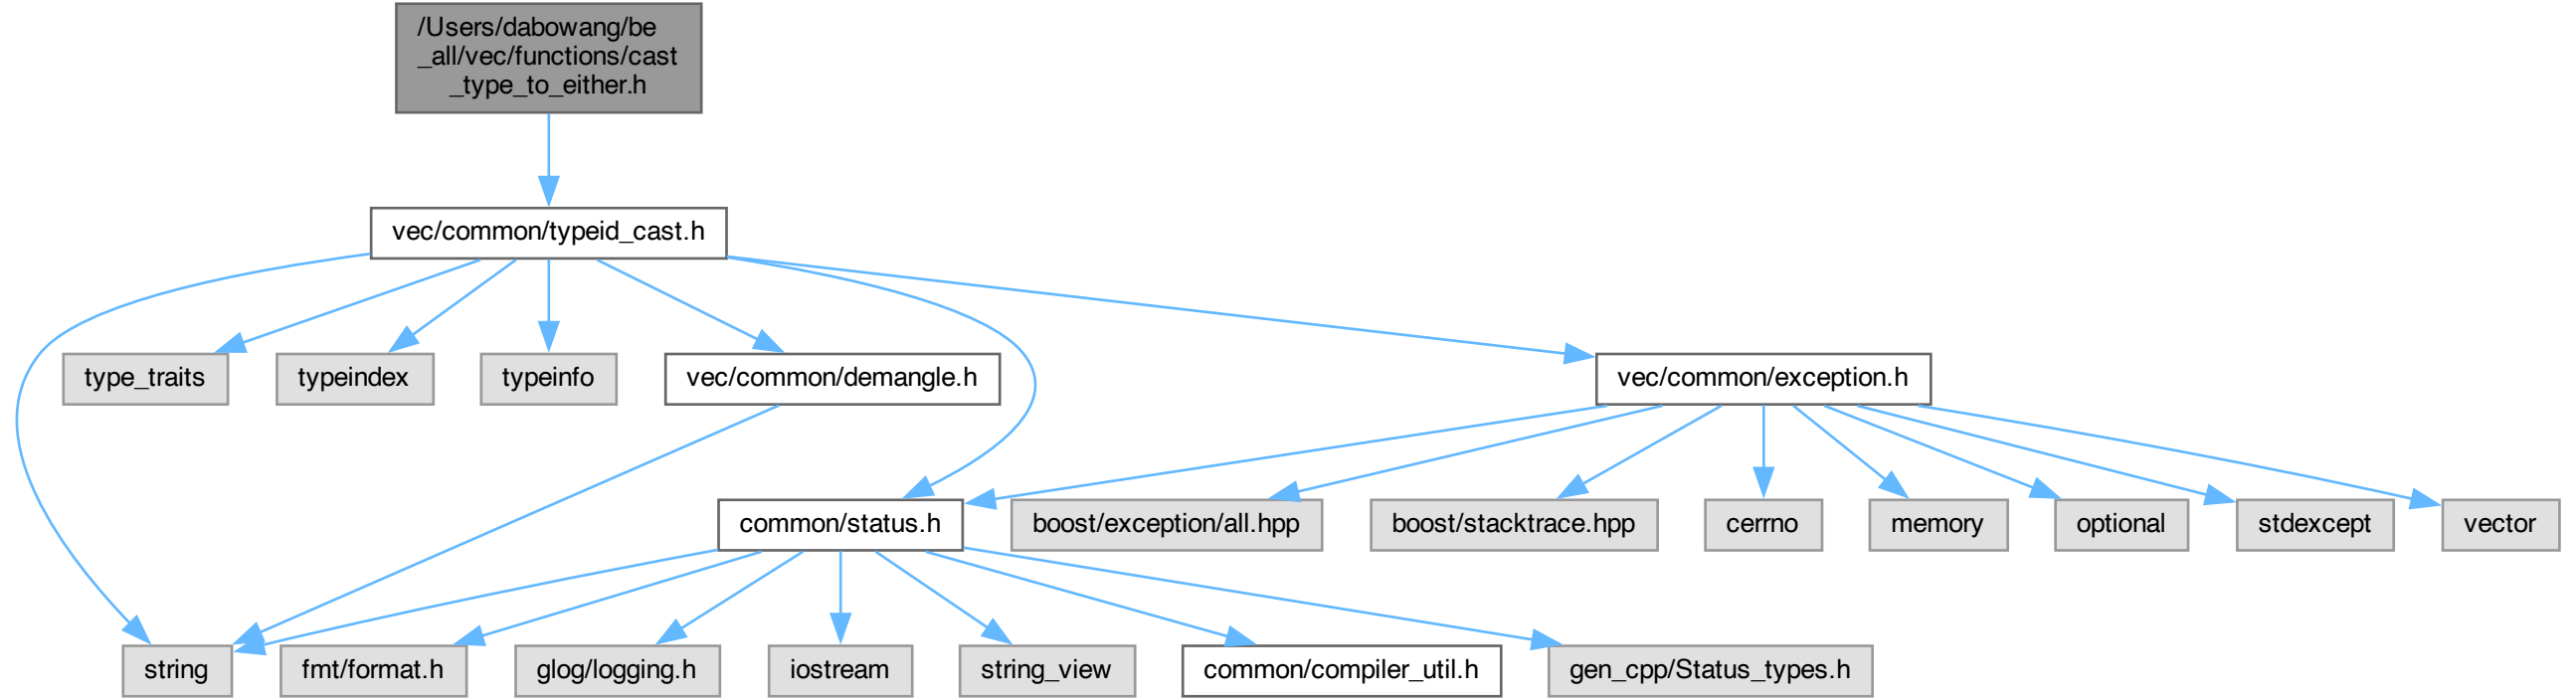 /Users/dabowang/be
_all/vec/functions/cast
_type_to_either.h
vec/common/typeid_cast.h
type_traits
typeindex
typeinfo
vec/common/demangle.h
vec/common/exception.h
common/status.h
boost/exception/all.hpp
boost/stacktrace.hpp
cerrno
memory
optional
stdexcept
vector
string
fmt/format.h
glog/logging.h
iostream
string_view
common/compiler_util.h
gen_cpp/Status_types.h